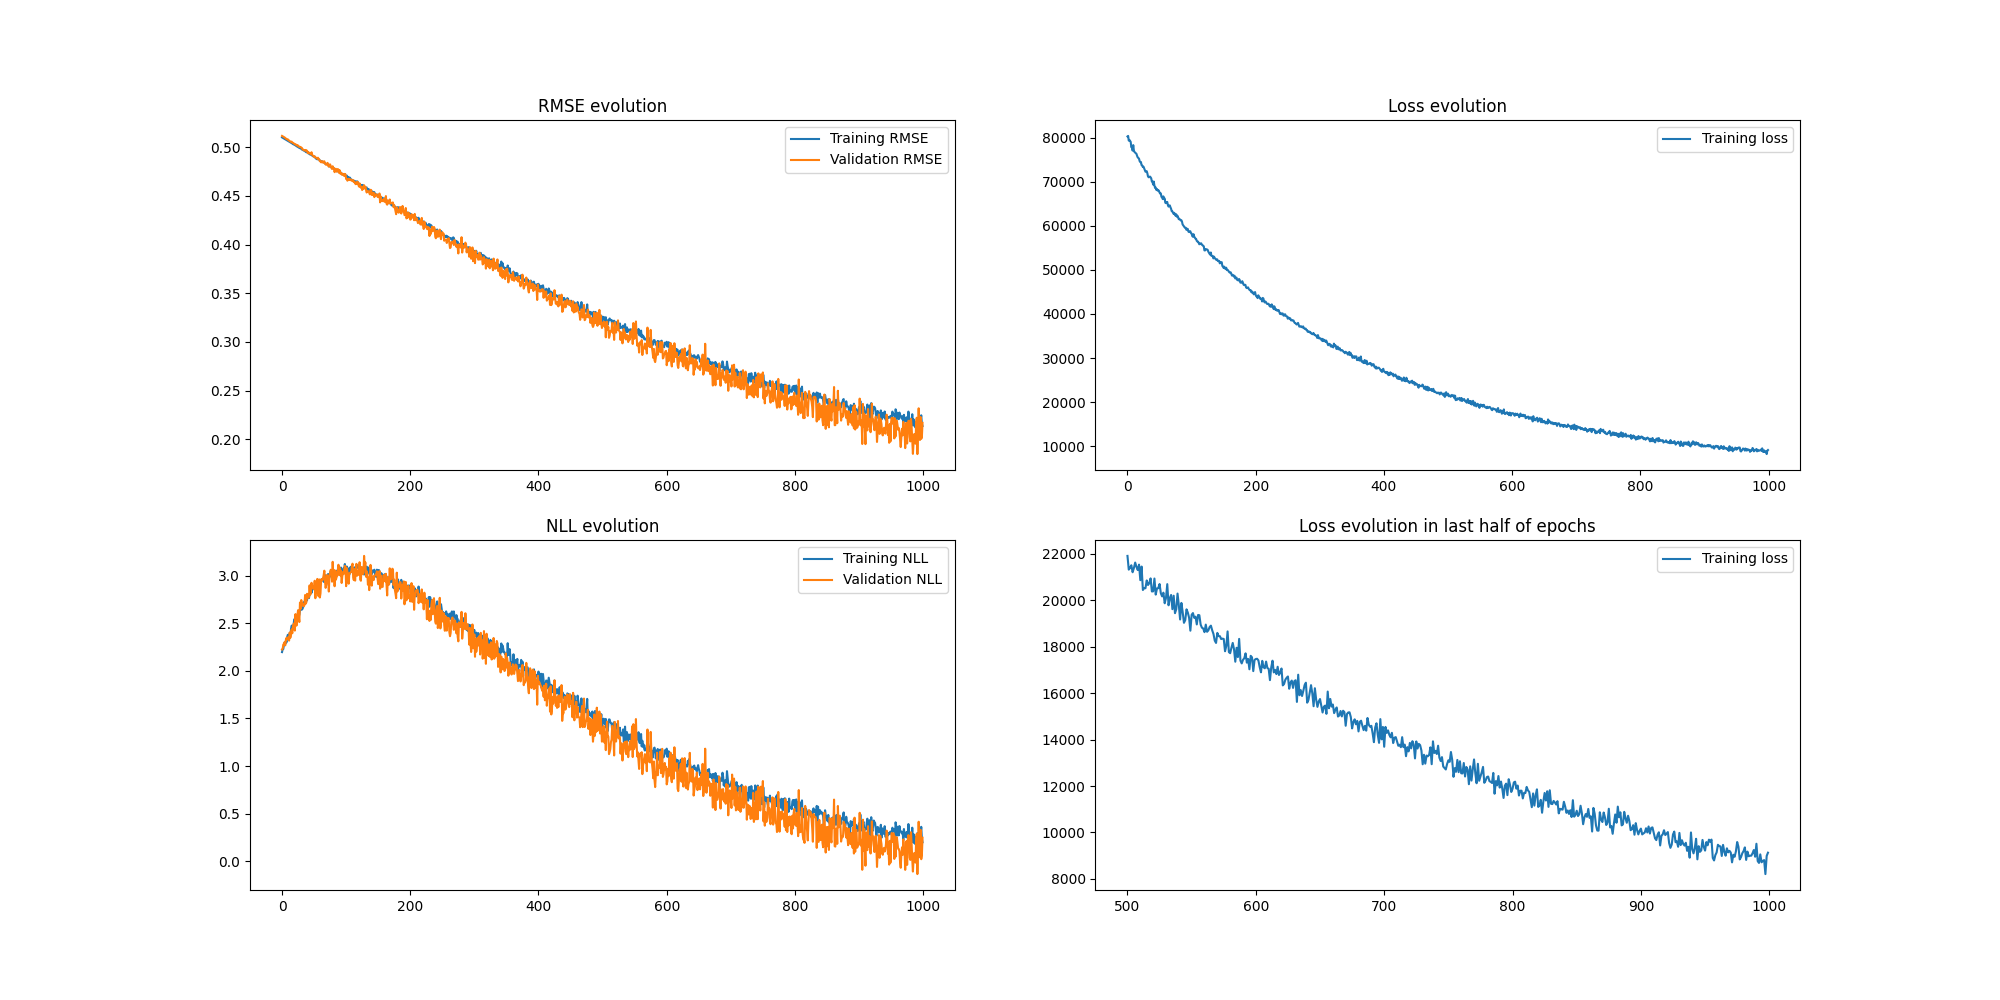 RMSE evolution
Training RMSE
Validation RMSE
0.50
0.45
0.40
0.35
0.30
0.25
0.20
0 200 400 600 800 1000
Loss evolution
Training loss
80000
70000
60000
50000
40000
30000
20000
10000
0 200 400 600 800 1000
NLL evolution
Training NLL
Validation NLL
3.0
2.5
2.0
1.5
1.0
0.5
0.0
0 200 400 600 800 1000
Loss evolution in last half of epochs
Training loss
22000
20000
18000
16000
14000
12000
10000
8000
500 600 700 800 900 1000